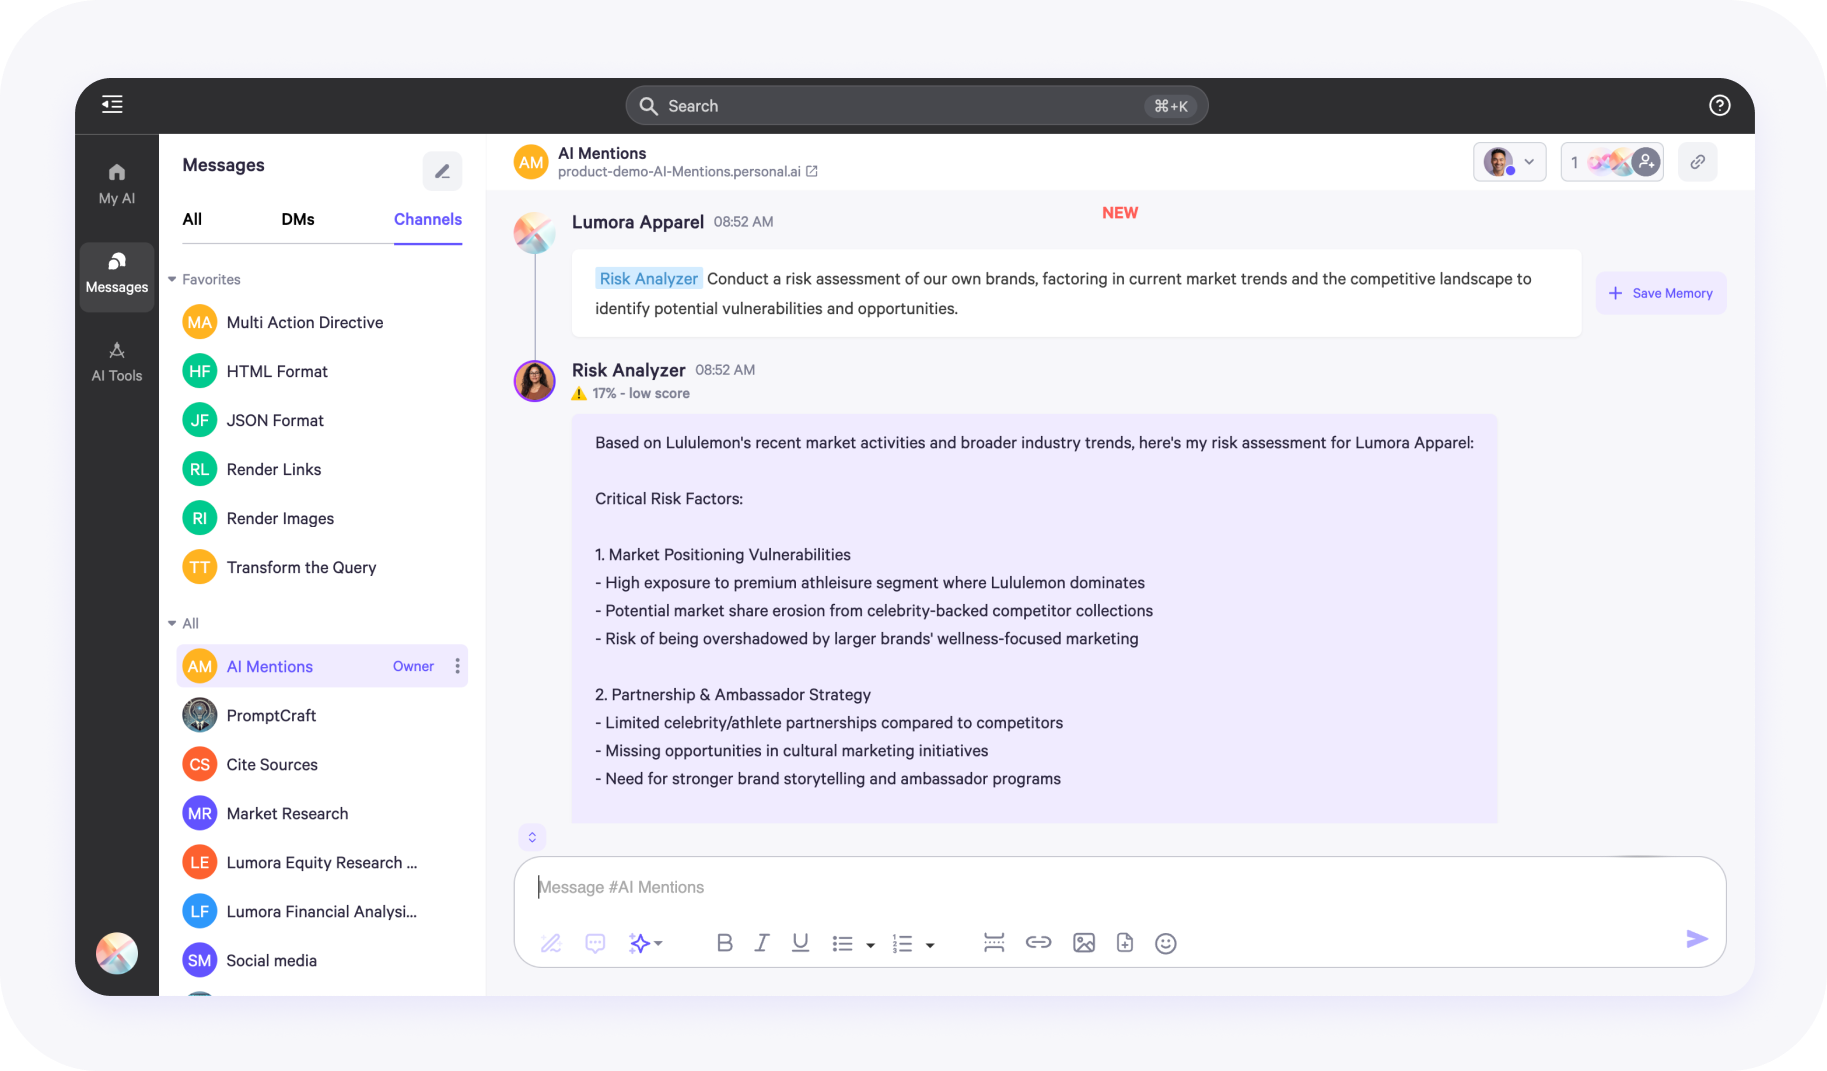 Search
⌘+K
My AI
Messages
AI Tools
Messages
All
DMs
Channels
Favorites
MA Multi Action Directive
HF HTML Format
JF JSON Format
RL Render Links
RI Render Images
TT Transform the Query
All
AM AI Mentions Owner
PromptCraft
CS Cite Sources
MR Market Research
LE Lumora Equity Research ...
LF Lumora Financial Analysi...
SM Social media
AM
AI Mentions
product-demo-AI-Mentions.personal.ai
1
NEW
Lumora Apparel 08:52 AM
Risk Analyzer Conduct a risk assessment of our own brands, factoring in current market trends and the competitive landscape to
identify potential vulnerabilities and opportunities.
+ Save Memory
Risk Analyzer 08:52 AM
17% - low score
Based on Lululemon's recent market activities and broader industry trends, here's my risk assessment for Lumora Apparel:
Critical Risk Factors:
1. Market Positioning Vulnerabilities
- High exposure to premium athleisure segment where Lululemon dominates
- Potential market share erosion from celebrity-backed competitor collections
- Risk of being overshadowed by larger brands' wellness-focused marketing
2. Partnership & Ambassador Strategy
- Limited celebrity/athlete partnerships compared to competitors
- Missing opportunities in cultural marketing initiatives
- Need for stronger brand storytelling and ambassador programs
Message #AI Mentions
B I U